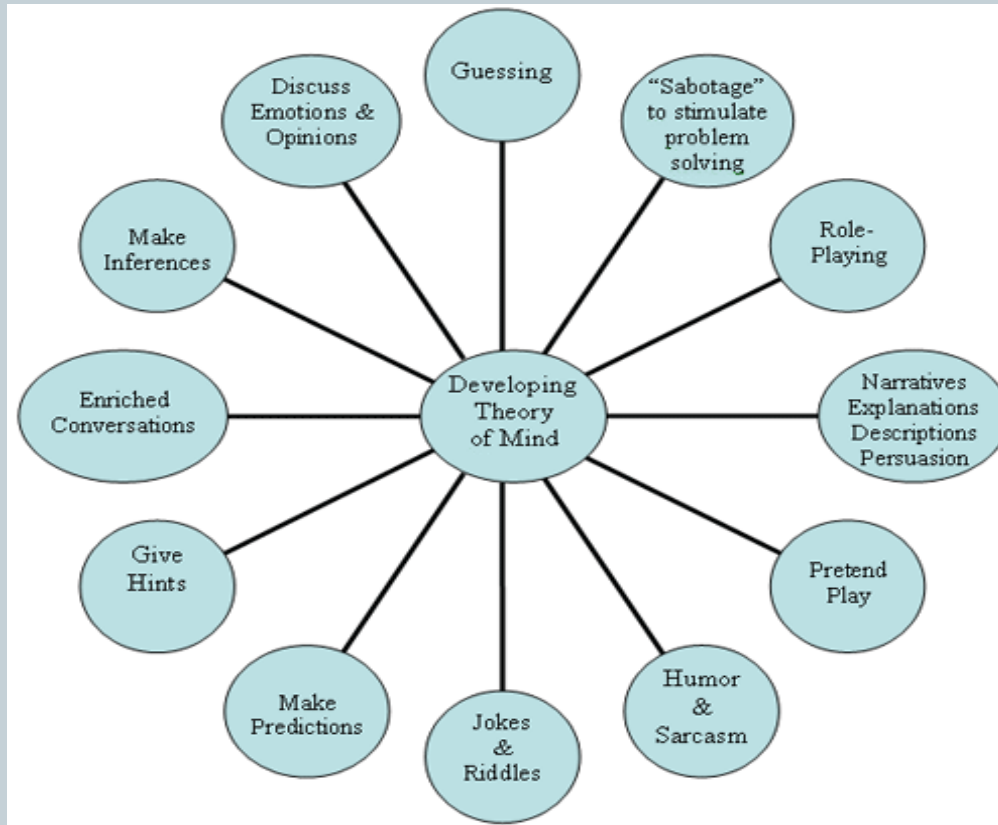 Guessing
"Sabotage"
to stimulate
problem
solving
Role-
Playing
Narratives
Explanations
Descriptions
Persuasion
Pretend
Play
Humor
&
Sarcasm
Jokes
&
Riddles
Make
Predictions
Give
Hints
Enriched
Conversations
Make
Inferences
Discuss
Emotions &
Opinions
Developing
Theory
of Mind